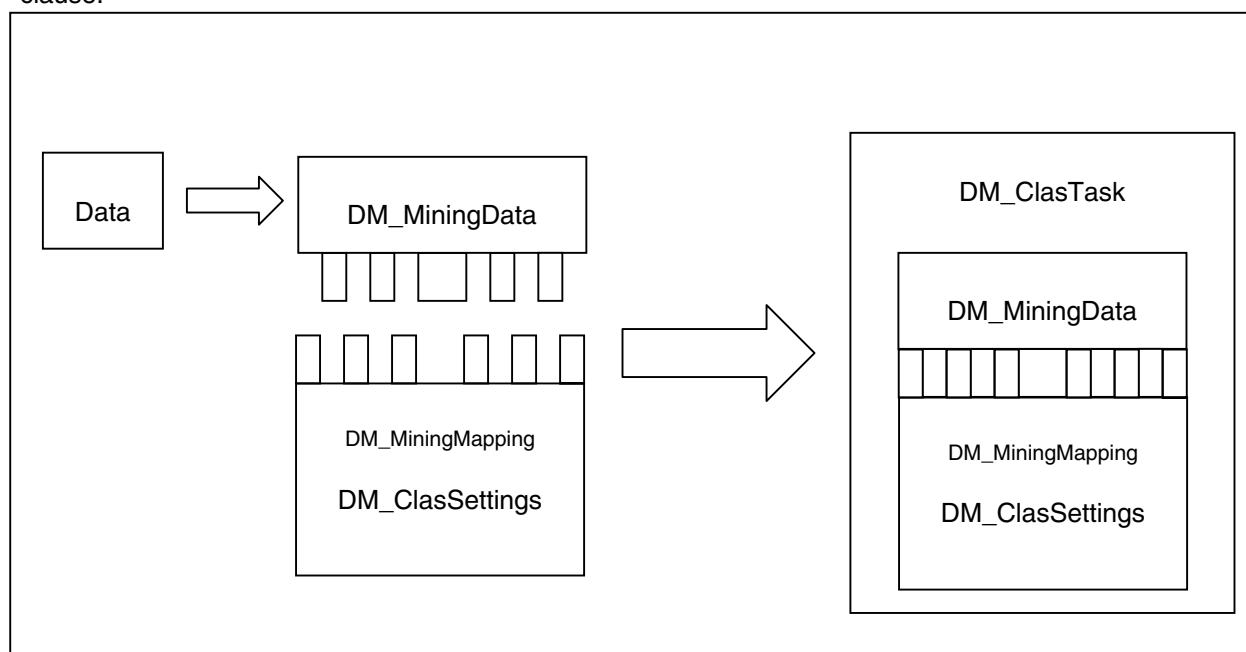 clause.
Data
DM_MiningData
DM_MiningMapping
DM_ClasSettings
DM_ClasTask
DM_MiningData
DM_MiningMapping
DM_ClasSettings